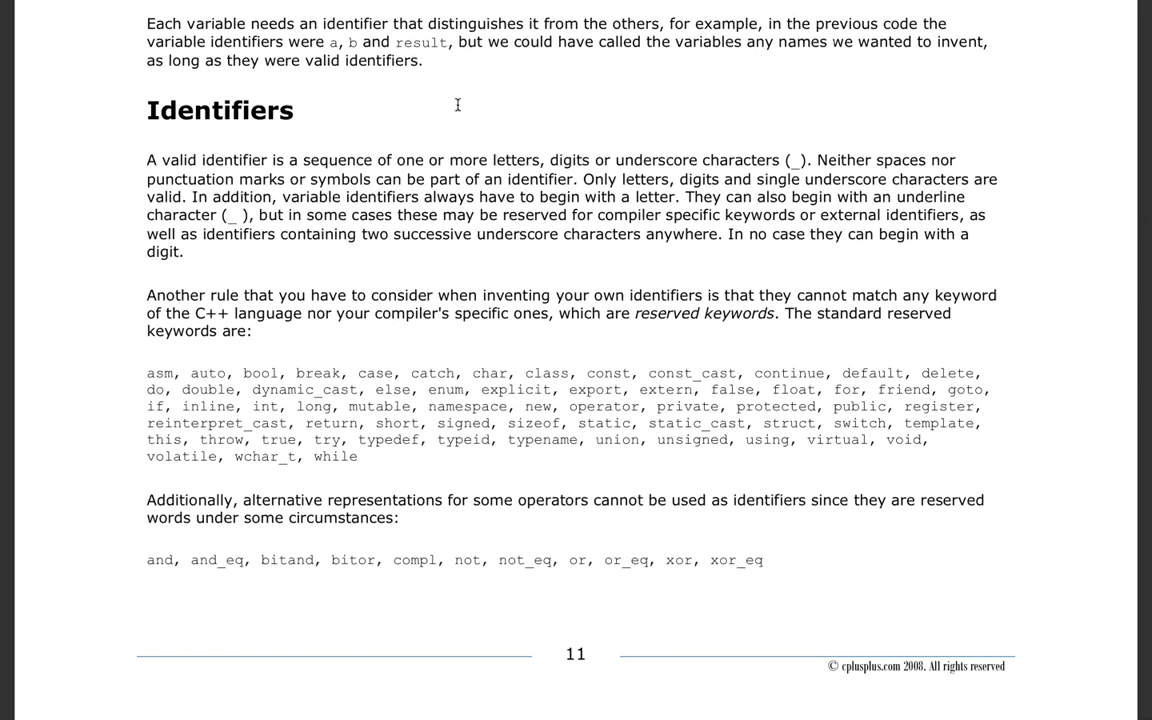 Each variable needs an identifier that distinguishes it from the others, for example, in the previous code the
variable identifiers were a, b and result, but we could have called the variables any names we wanted to invent,
as long as they were valid identifiers.
Identifiers
A valid identifier is a sequence of one or more letters, digits or underscore characters (_). Neither spaces nor
punctuation marks or symbols can be part of an identifier. Only letters, digits and single underscore characters are
valid. In addition, variable identifiers always have to begin with a letter. They can also begin with an underline
character (_ ), but in some cases these may be reserved for compiler specific keywords or external identifiers, as
well as identifiers containing two successive underscore characters anywhere. In no case they can begin with a
digit.
Another rule that you have to consider when inventing your own identifiers is that they cannot match any keyword
of the C++ language nor your compiler's specific ones, which are reserved keywords. The standard reserved
keywords are:
asm, auto, bool, break, case, catch, char, class, const, const_cast, continue, default, delete,
do, double, dynamic_cast, else, enum, explicit, export, extern, false, float, for, friend, goto,
if, inline, int, long, mutable, namespace, new, operator, private, protected, public, register,
reinterpret_cast, return, short, signed, sizeof, static, static_cast, struct, switch, template,
this, throw, true, try, typedef, typeid, typename, union, unsigned, using, virtual, void,
volatile, wchar_t, while
Additionally, alternative representations for some operators cannot be used as identifiers since they are reserved
words under some circumstances:
and, and_eq, bitand, bitor, compl, not, not_eq, or, or_eq, xor, xor_eq
11
© cplusplus.com 2008. All rights reserved